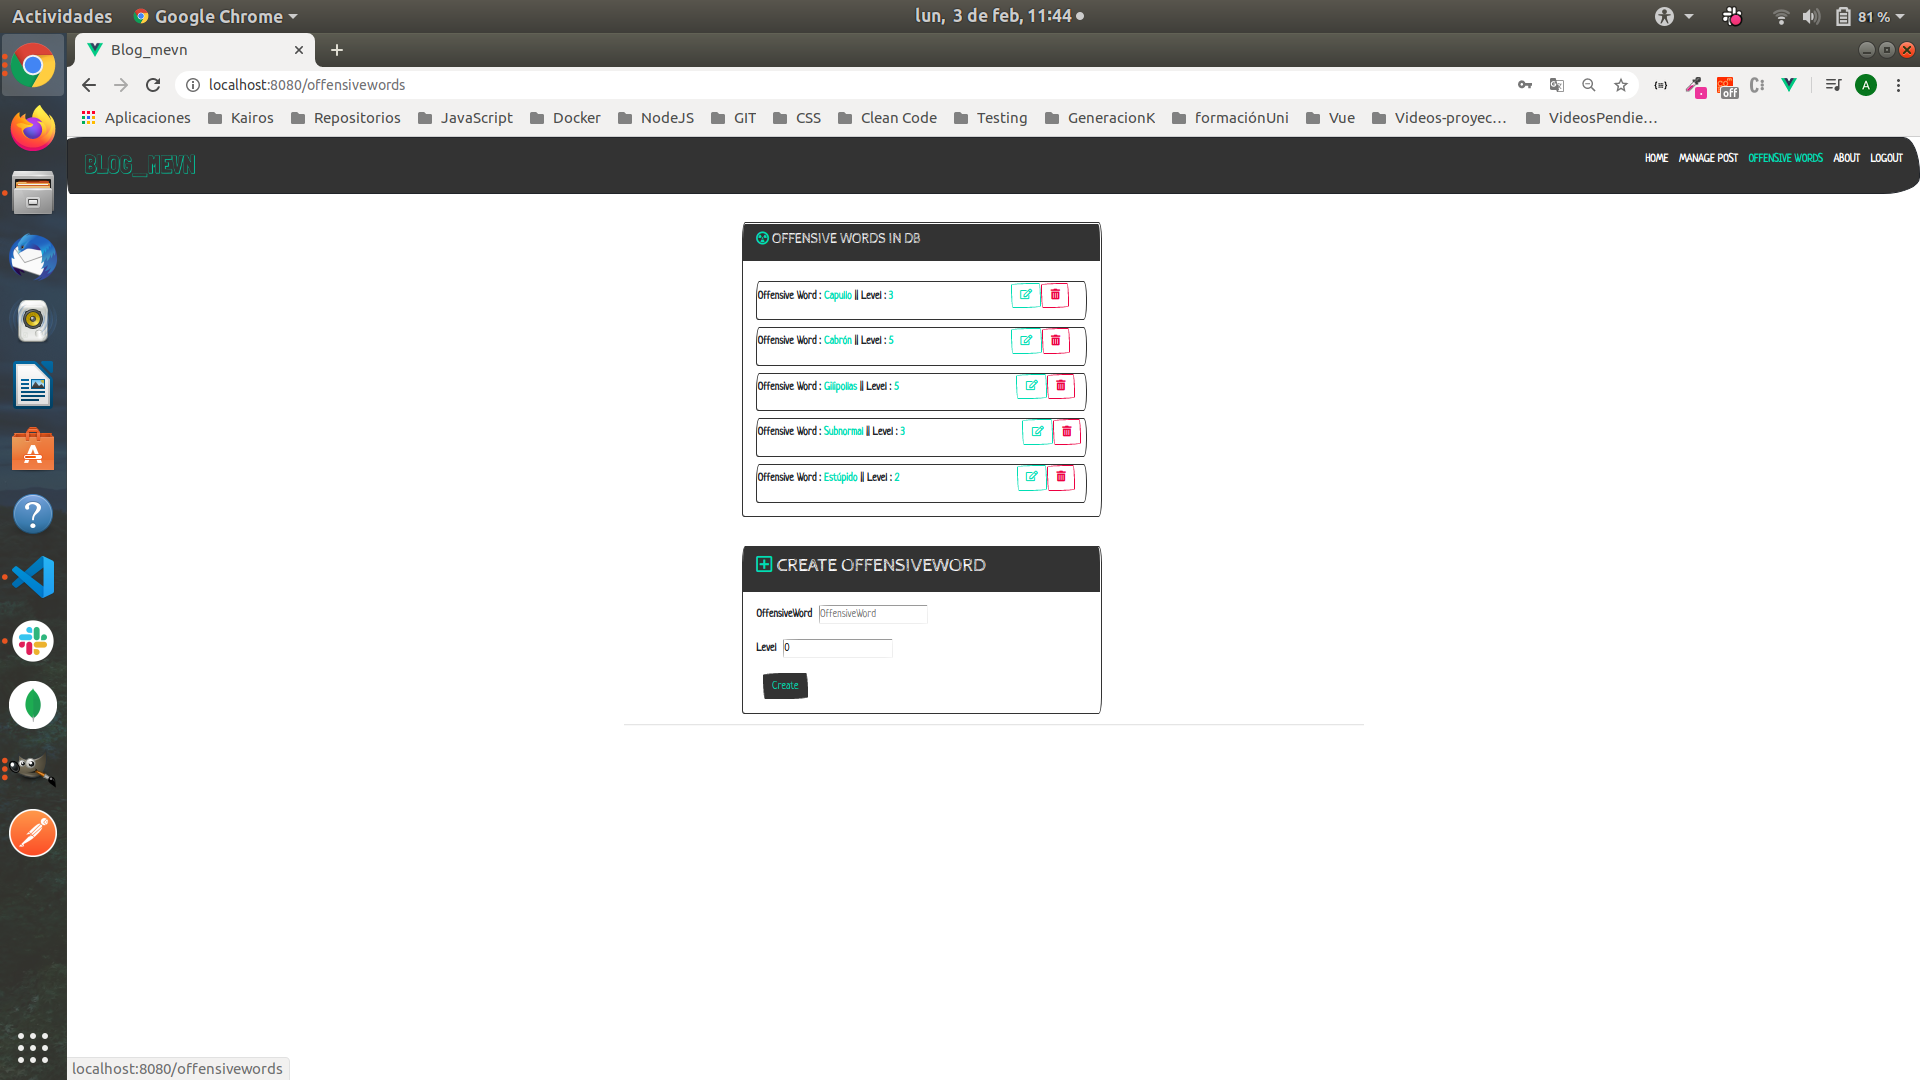 Actividades Google Chrome lun, 3 de feb, 11:44 81 %
Blog_mevn
localhost:8080/offensivewords off A
Aplicaciones Kairos Repositorios JavaScript Docker NodeJS GIT CSS Clean Code Testing GeneracionK formaciónUni Vue Videos-proyec... VideosPendie...
BLOG_MEVN HOME MANAGE POST OFFENSIVE WORDS ABOUT LOGOUT
OFFENSIVE WORDS IN DB
Offensive Word : Capullo || Level : 3
Offensive Word : Cabrón || Level : 5
Offensive Word : Gilipollas || Level : 5
Offensive Word : Subnormal || Level : 3
Offensive Word : Estúpido || Level : 2
CREATE OFFENSIVEWORD
OffensiveWord OffensiveWord
Level 0
Create
localhost:8080/offensivewords